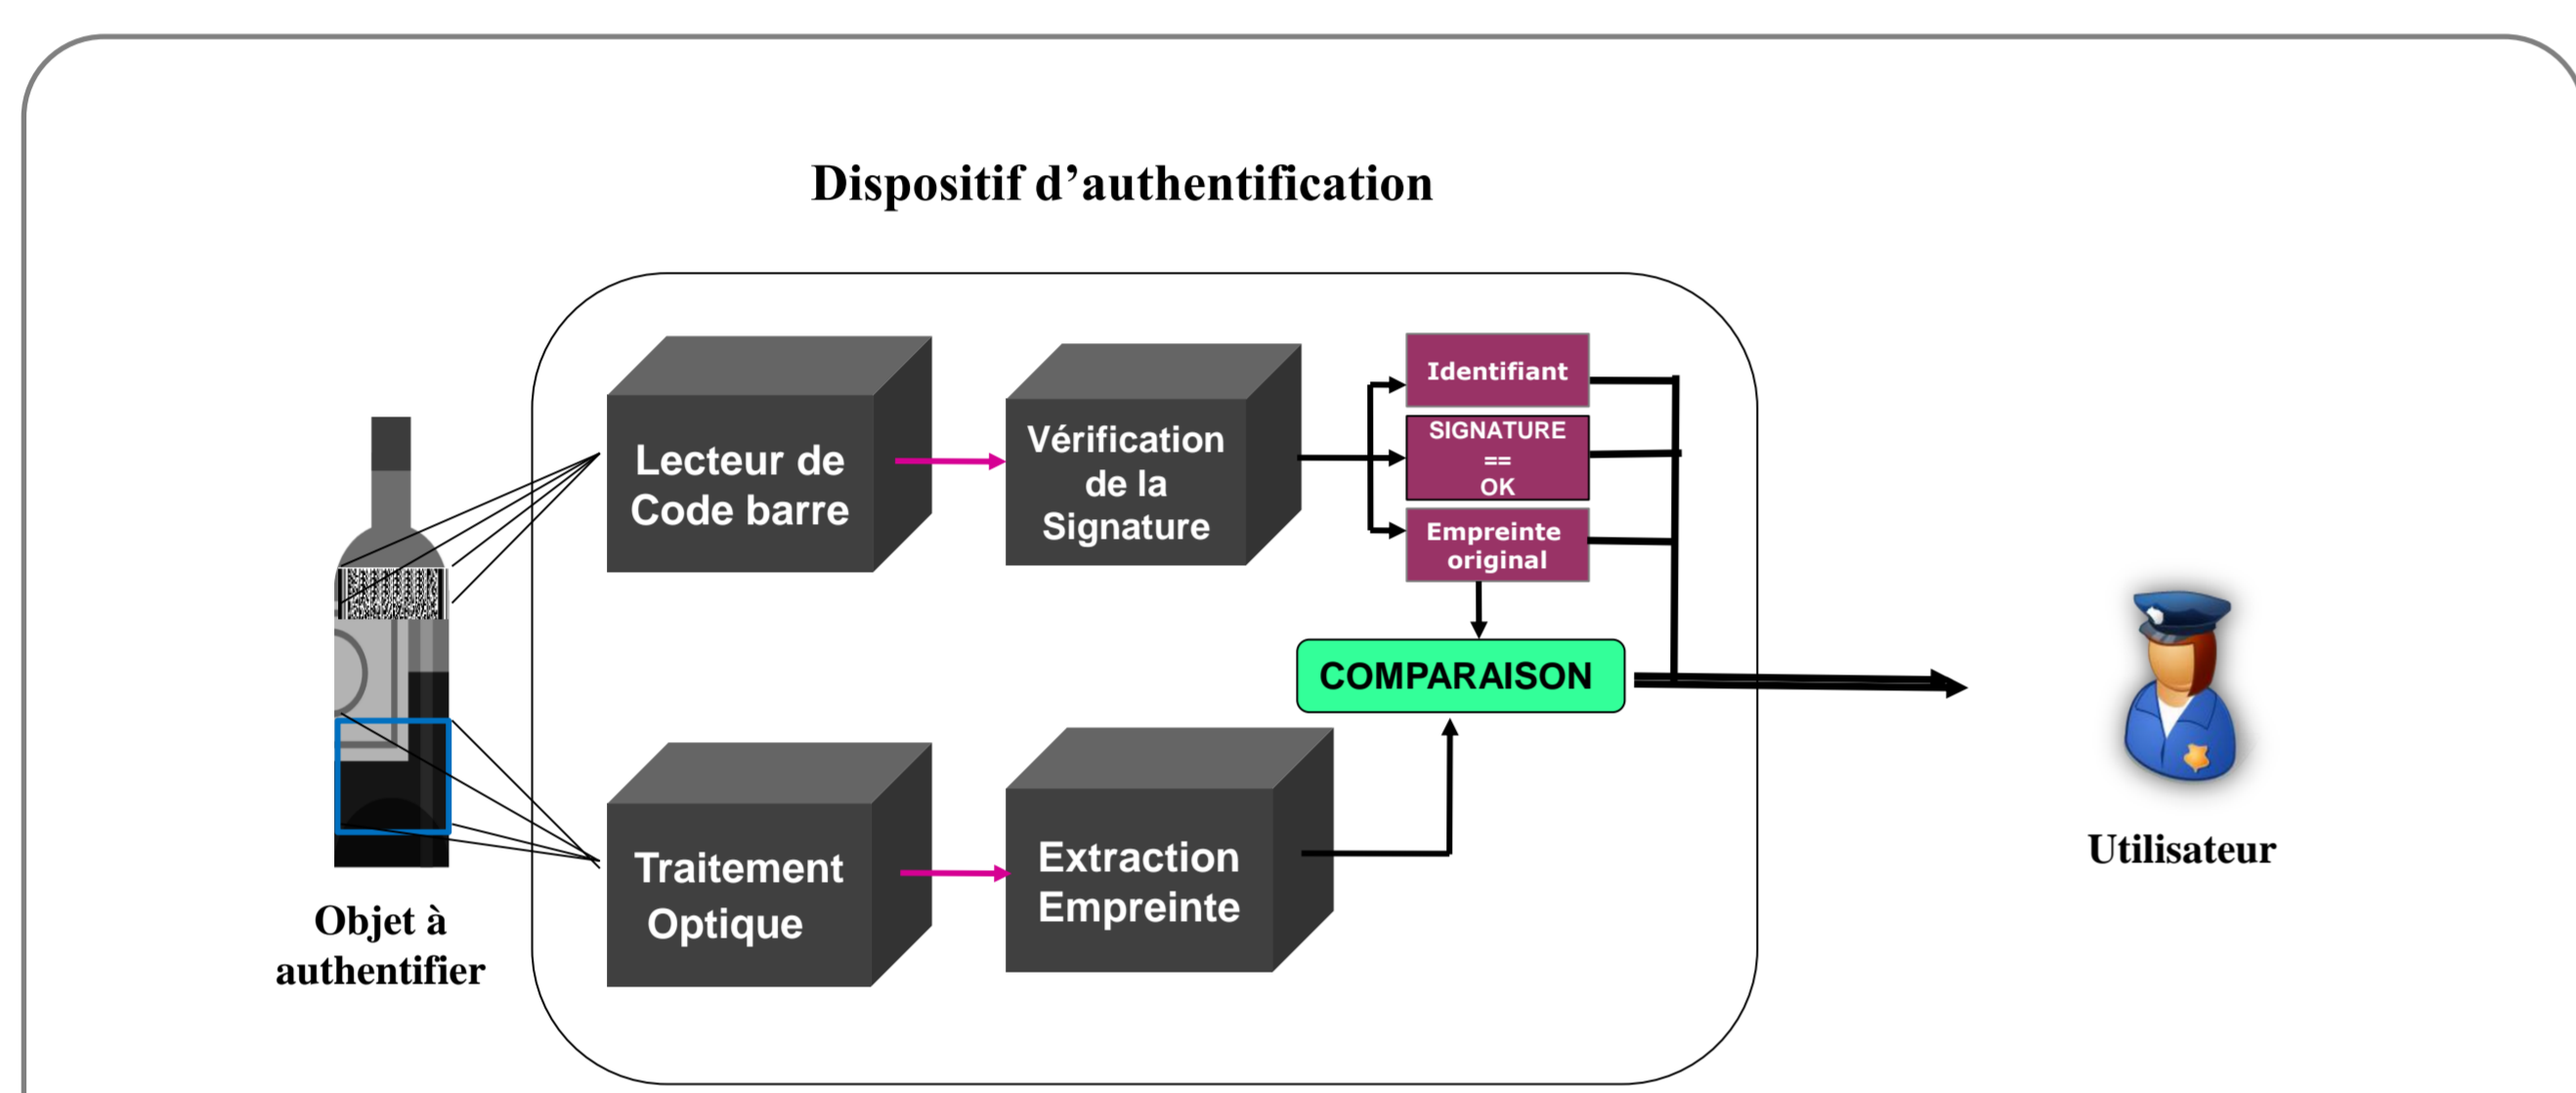 Dispositif d’authentification
Lecteur de
Code barre
Vérification
de la
Signature
Identifiant
SIGNATURE
==
OK
Empreinte
original
COMPARAISON
Traitement
Optique
Extraction
Empreinte
Objet à
authentifier
Utilisateur